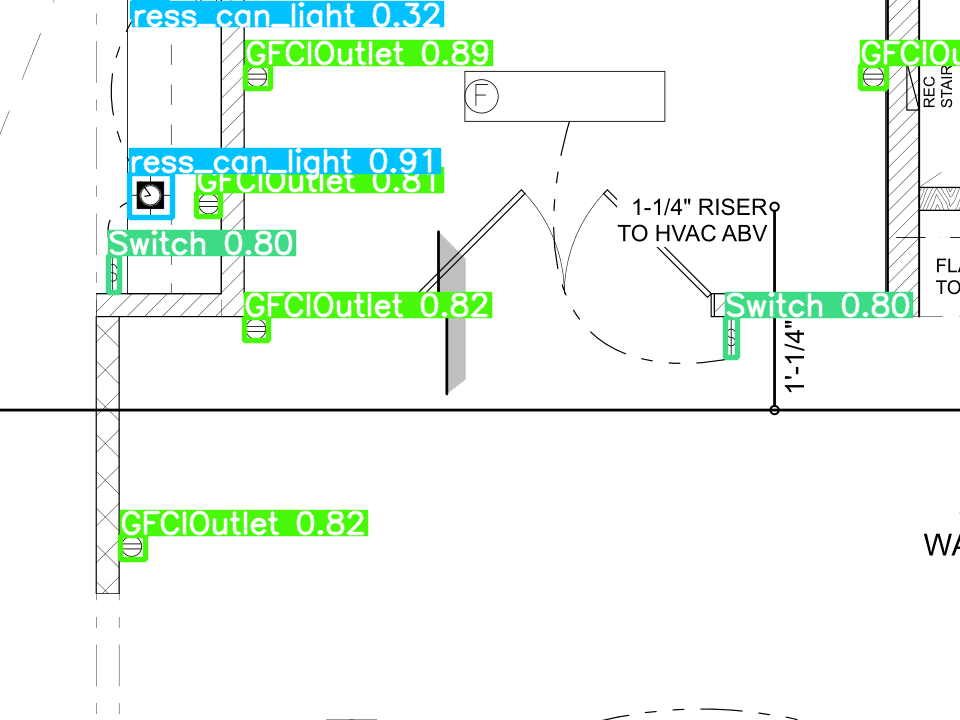 ress_can_light 0.32
GFCIOutlet 0.89
GFCIOu
F
REC
STAIR
ress_can_light 0.91
GFCIOutlet 0.81
1-1/4" RISER
TO HVAC ABV
Switch 0.80
S
FLA
TO
GFCIOutlet 0.82
Switch 0.80
S
1'-1/4"
GFCIOutlet 0.82
WA